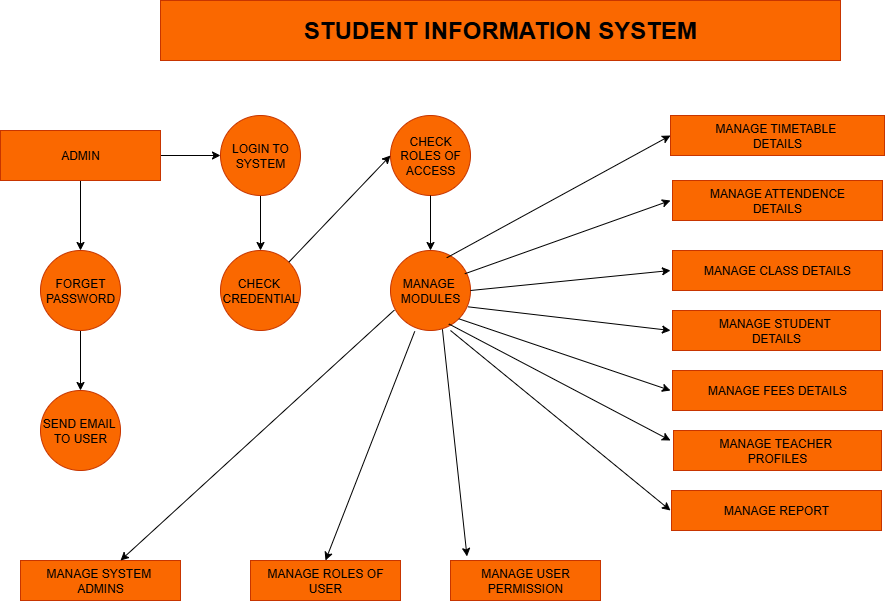 STUDENT INFORMATION SYSTEM
ADMIN
LOGIN TO
SYSTEM
CHECK
ROLES OF
ACCESS
MANAGE TIMETABLE
DETAILS
MANAGE ATTENDENCE
DETAILS
FORGET
PASSWORD
CHECK
CREDENTIAL
MANAGE
MODULES
MANAGE CLASS DETAILS
MANAGE STUDENT
DETAILS
MANAGE FEES DETAILS
SEND EMAIL
TO USER
MANAGE TEACHER
PROFILES
MANAGE REPORT
MANAGE SYSTEM
ADMINS
MANAGE ROLES OF
USER
MANAGE USER
PERMISSION